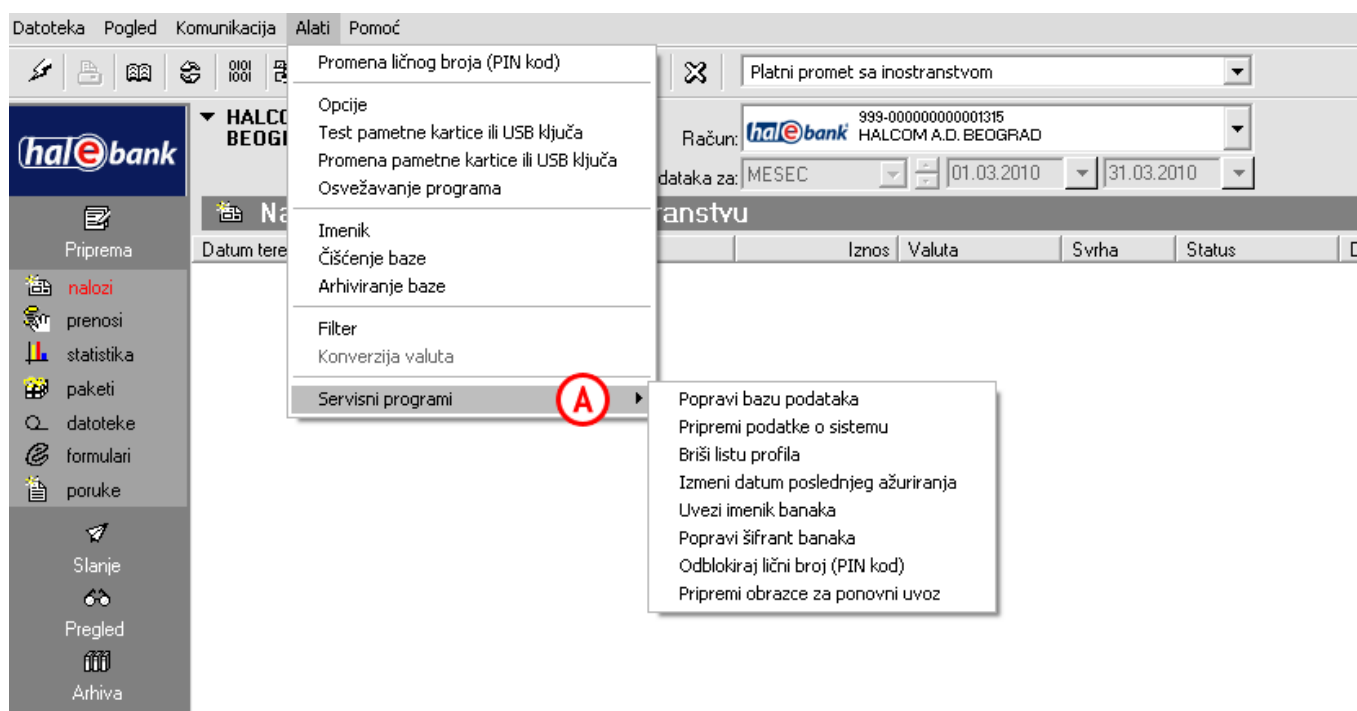 Datoteka Pogled Komunikacija Alati Pomoć
Promena ličnog broja (PIN kod)
Opcije
Test pametne kartice ili USB ključa
Promena pametne kartice ili USB ključa
Osvežavanje programa
Imenik
Čišćenje baze
Arhiviranje baze
Filter
Konverzija valuta
Servisni programi
A
Popravi bazu podataka
Pripremi podatke o sistemu
Briši listu profila
Izmeni datum poslednjeg ažuriranja
Uvezi imenik banaka
Popravi šifrant banaka
Odblokiraj lični broj (PIN kod)
Pripremi obrazce za ponovni uvoz
Platni promet sa inostranstvom
halebank
HALCO
BEOGR
Račun:
halebank
999-000000000001315
HALCOM A.D. BEOGRAD
dataka za: MESEC 01.03.2010 31.03.2010
Na
ranstvu
Datum tere
Iznos Valuta Svrha Status D
Priprema
nalozi
prenosi
statistika
paketi
datoteke
formulari
poruke
Slanje
Pregled
Arhiva